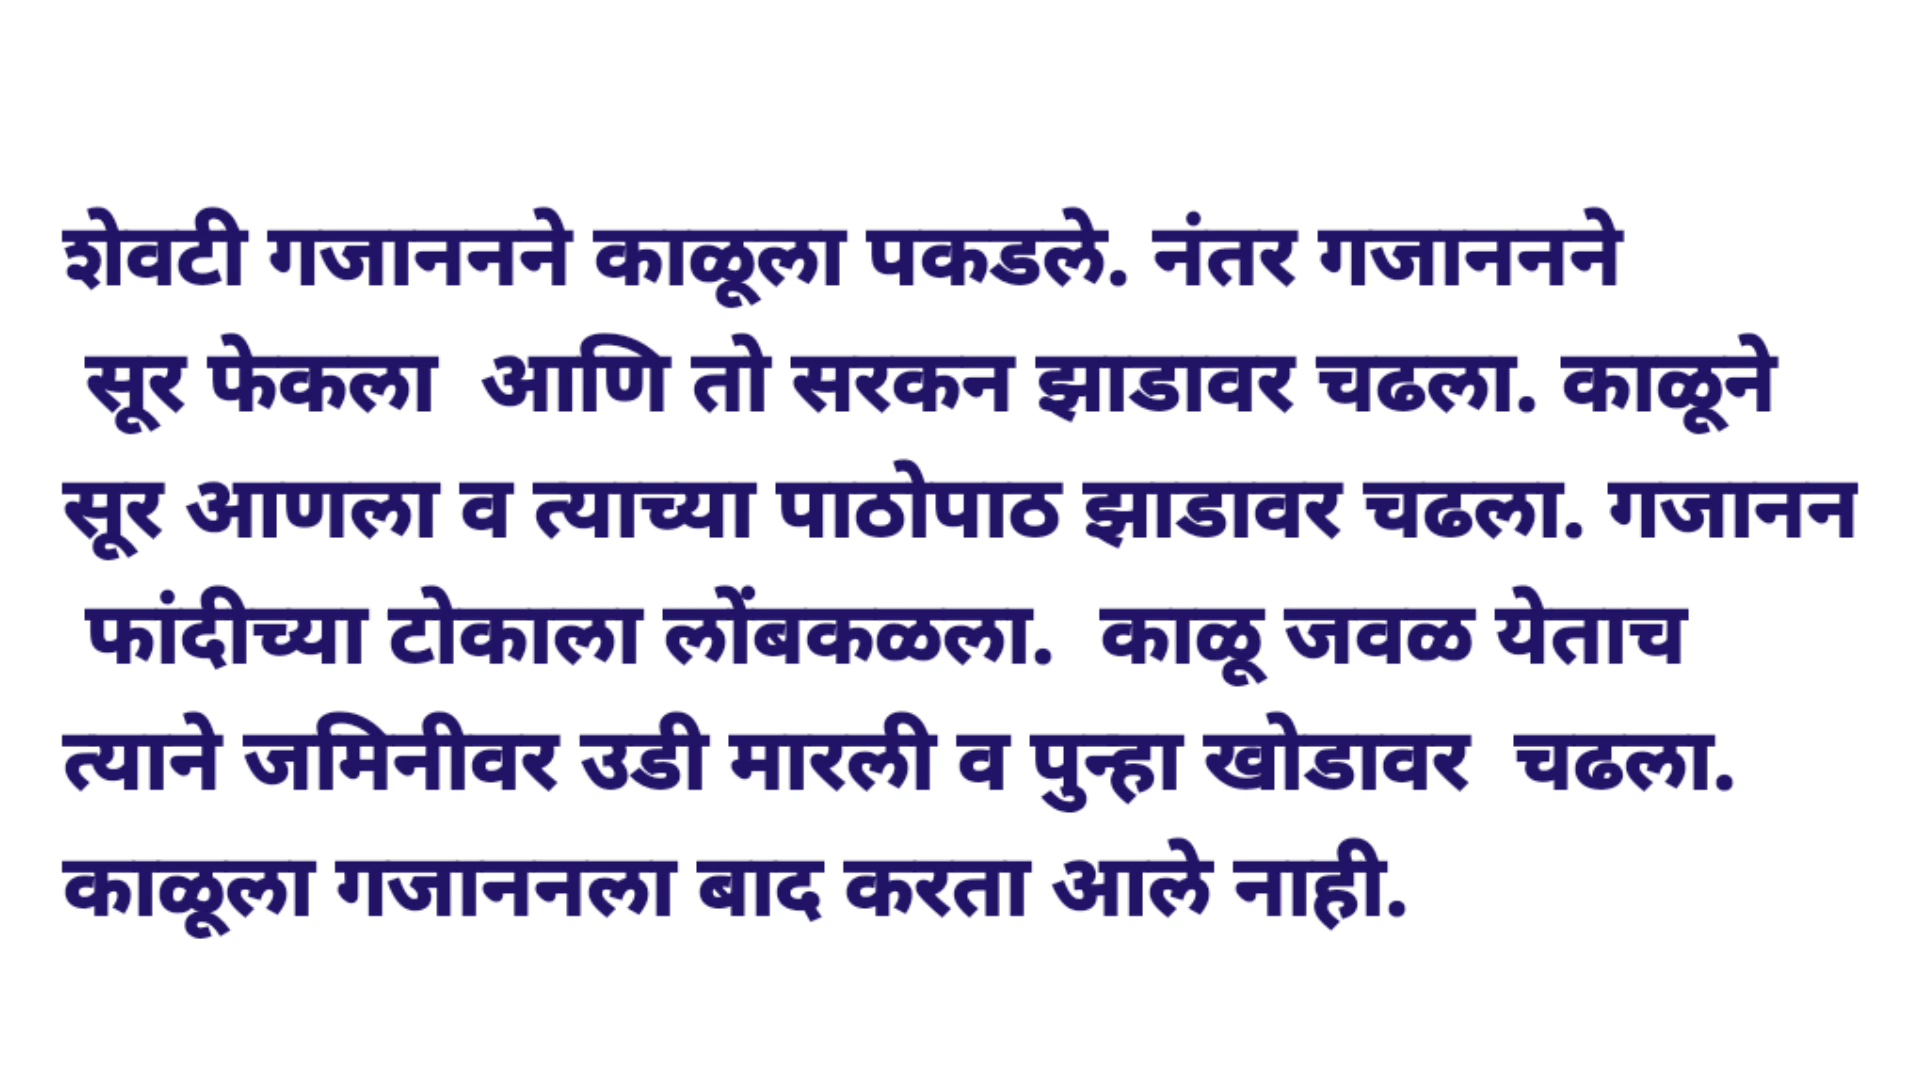 शेवटी गजाननने काळूला पकडले. नंतर गजाननने
सूर फेकला आणि तो सरकन झाडावर चढला. काळूने
सूर आणला व त्याच्या पाठोपाठ झाडावर चढला. गजानन
फांदीच्या टोकाला लोंबकळला. काळू जवळ येताच
त्याने जमिनीवर उडी मारली व पुन्हा खोडावर चढला.
काळूला गजाननला बाद करता आले नाही.